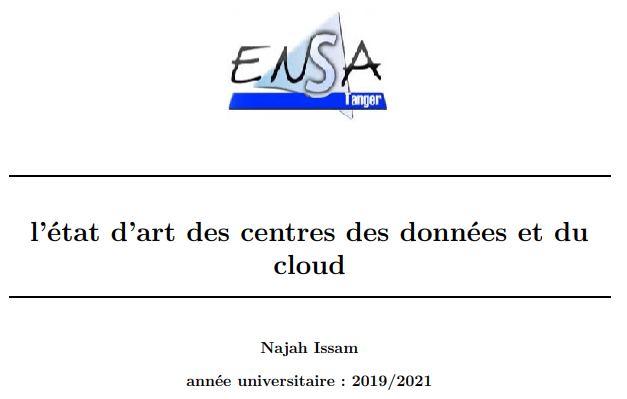 ENSA
Tanger
l'état d'art des centres des données et du
cloud
Najah Issam
année universitaire : 2019/2021